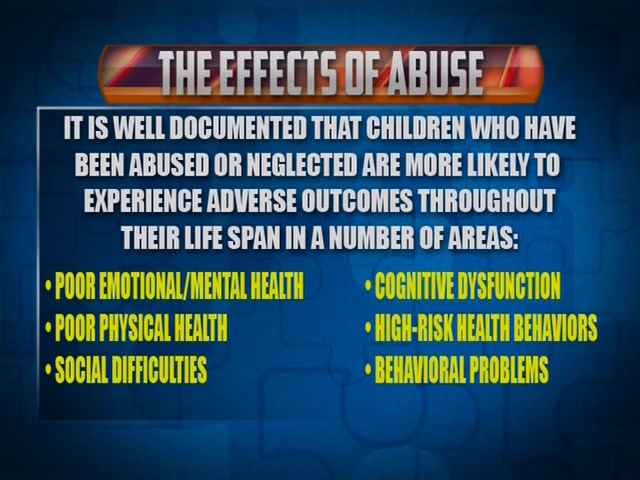 THE EFFECTS OF ABUSE
IT IS WELL DOCUMENTED THAT CHILDREN WHO HAVE
BEEN ABUSED OR NEGLECTED ARE MORE LIKELY TO
EXPERIENCE ADVERSE OUTCOMES THROUGHOUT
THEIR LIFE SPAN IN A NUMBER OF AREAS:
• POOR EMOTIONAL/MENTAL HEALTH
• POOR PHYSICAL HEALTH
• SOCIAL DIFFICULTIES
• COGNITIVE DYSFUNCTION
• HIGH-RISK HEALTH BEHAVIORS
• BEHAVIORAL PROBLEMS